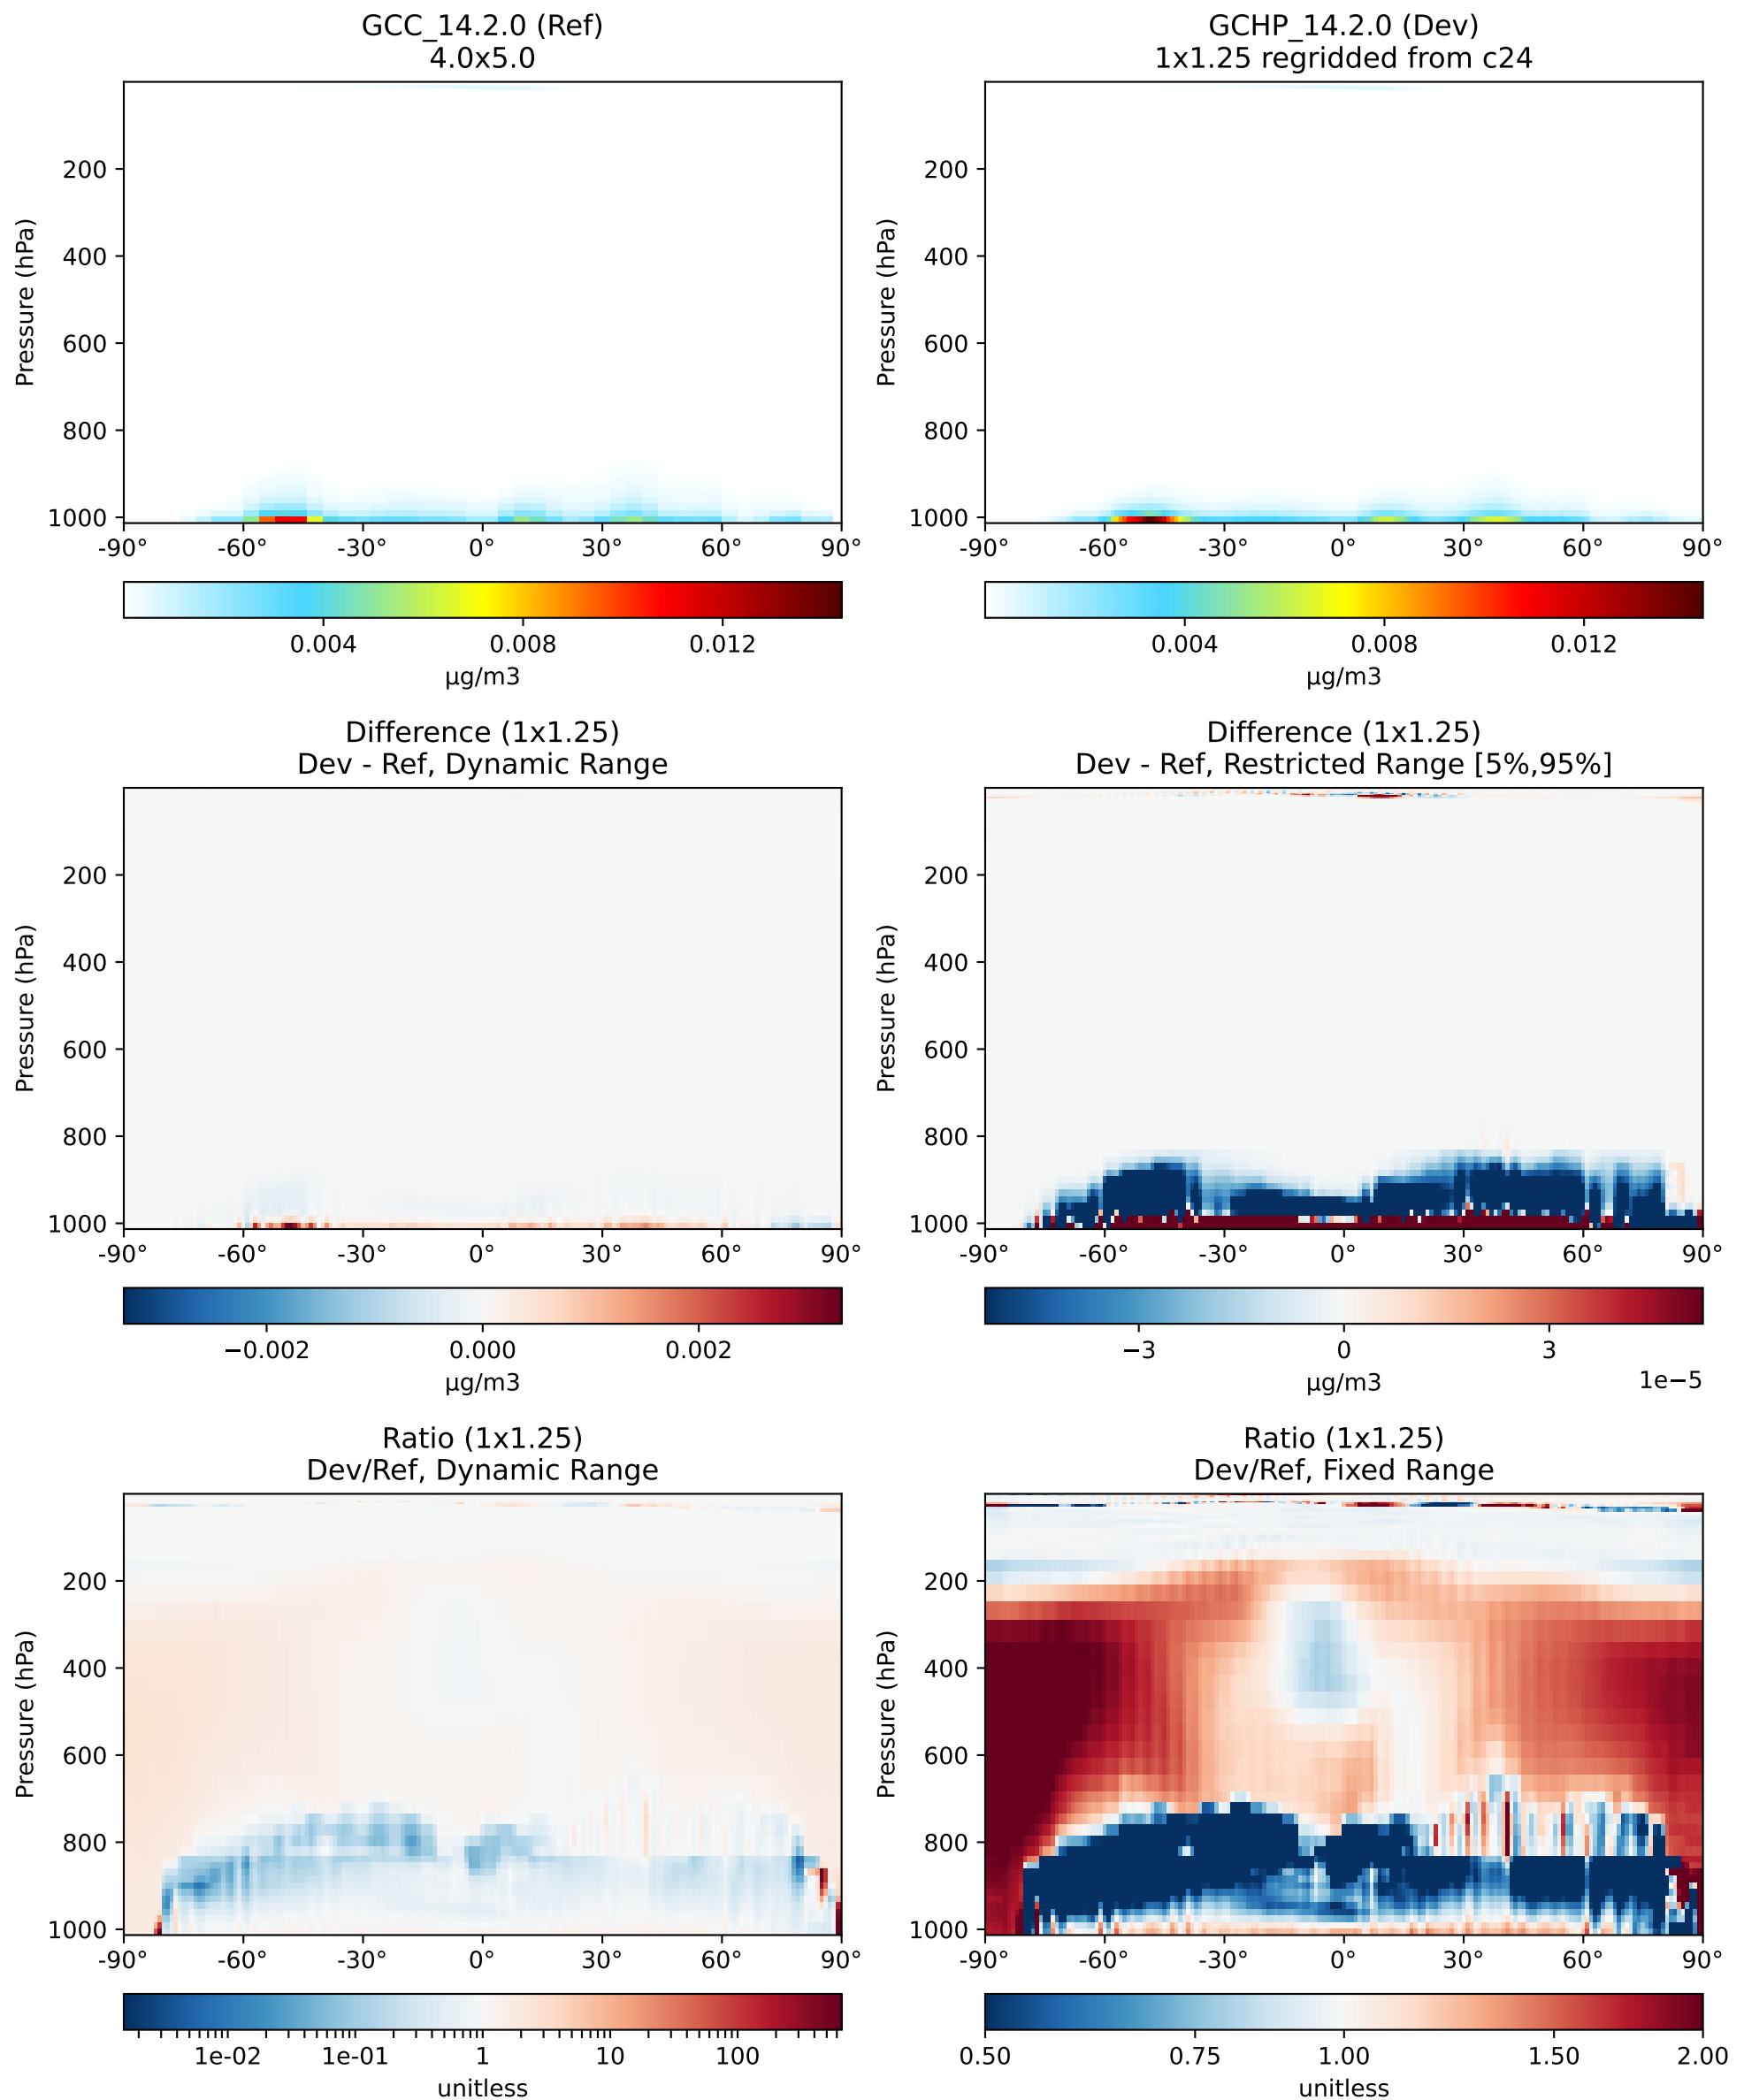 GCC_14.2.0 (Ref)
4.0x5.0
Pressure (hPa)
200
400
600
800
1000
-90° -60° -30° 0° 30° 60° 90°
0.004 0.008 0.012
μg/m3
GCHP_14.2.0 (Dev)
1x1.25 regridded from c24
Pressure (hPa)
200
400
600
800
1000
-90° -60° -30° 0° 30° 60° 90°
0.004 0.008 0.012
μg/m3
Difference (1x1.25)
Dev - Ref, Dynamic Range
Pressure (hPa)
200
400
600
800
1000
-90° -60° -30° 0° 30° 60° 90°
−0.002 0.000 0.002
μg/m3
Difference (1x1.25)
Dev - Ref, Restricted Range [5%,95%]
Pressure (hPa)
200
400
600
800
1000
-90° -60° -30° 0° 30° 60° 90°
−3 0 3
1e−5
μg/m3
Ratio (1x1.25)
Dev/Ref, Dynamic Range
Pressure (hPa)
200
400
600
800
1000
-90° -60° -30° 0° 30° 60° 90°
1e-02 1e-01 1 10 100
unitless
Ratio (1x1.25)
Dev/Ref, Fixed Range
Pressure (hPa)
200
400
600
800
1000
-90° -60° -30° 0° 30° 60° 90°
0.50 0.75 1.00 1.50 2.00
unitless